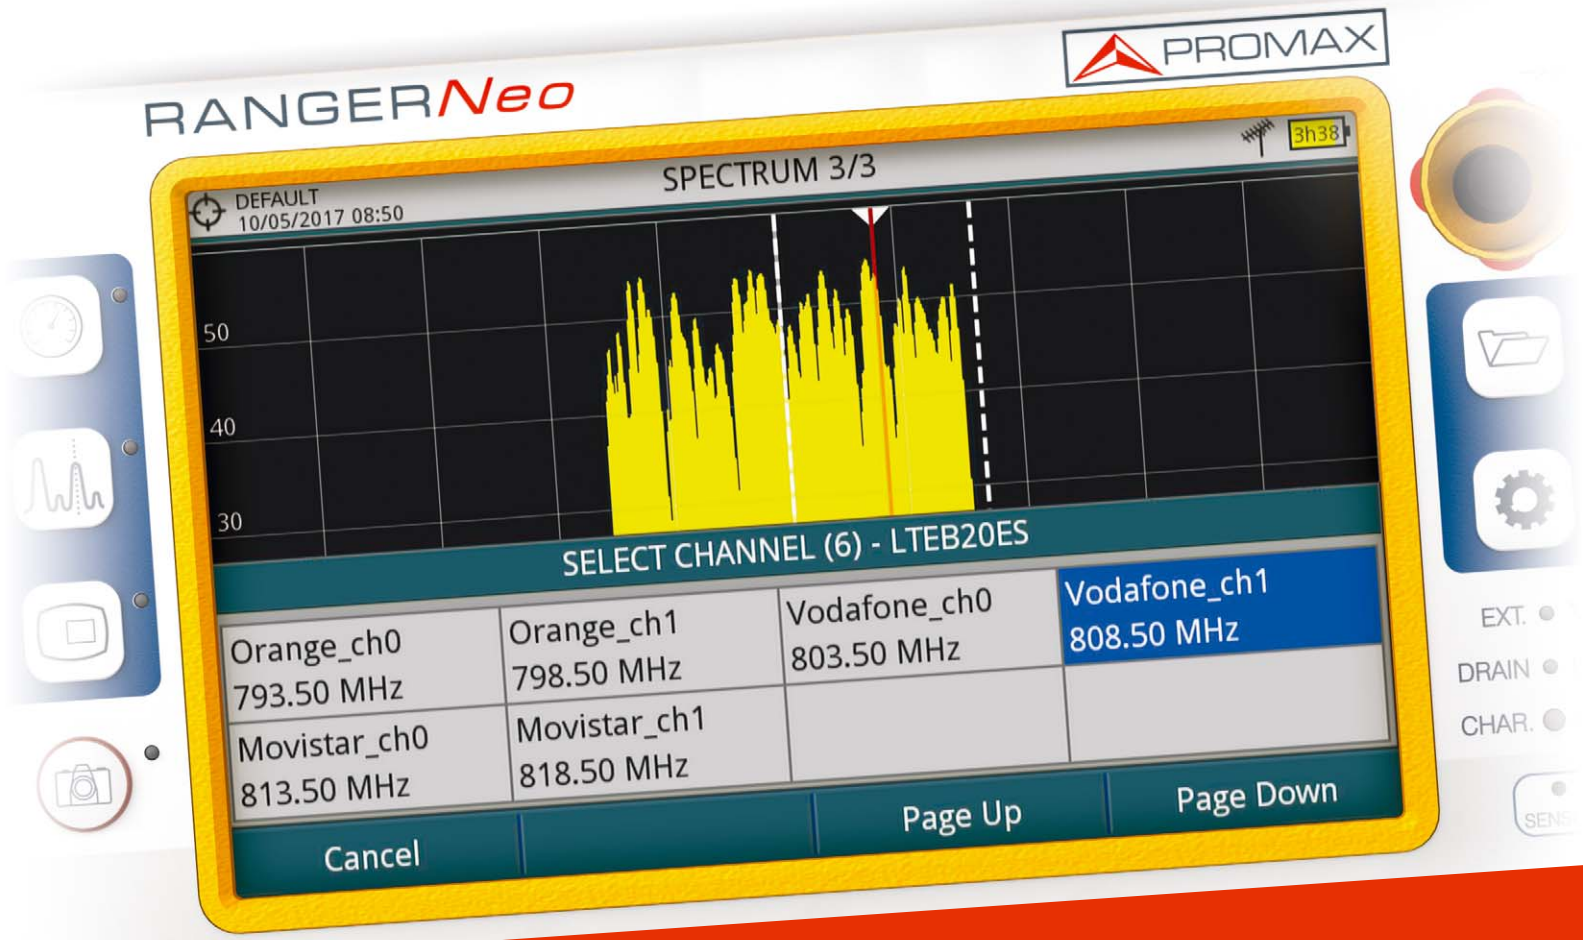 RANGERNeo
PROMAX
DEFAULT
10/05/2017 08:50
SPECTRUM 3/3
3h38
50
40
30
SELECT CHANNEL (6) - LTEB20ES
Orange_ch0
793.50 MHz
Orange_ch1
798.50 MHz
Vodafone_ch0
803.50 MHz
Vodafone_ch1
808.50 MHz
Movistar_ch0
813.50 MHz
Movistar_ch1
818.50 MHz
Cancel
Page Up
Page Down
EXT.
DRAIN
CHAR.